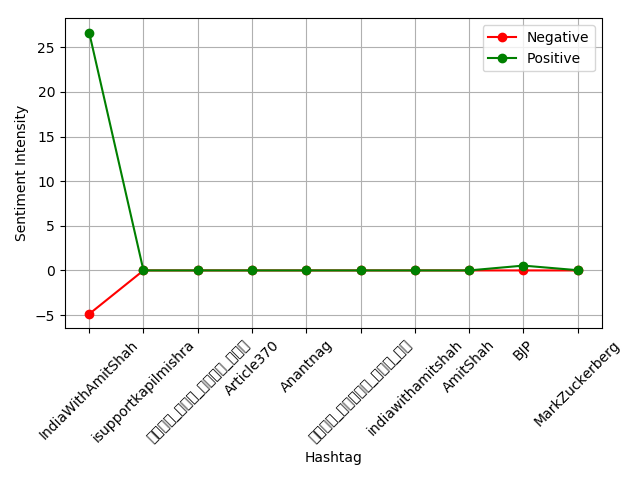 Negative
Positive
25
20
15
10
5
0
−5
Sentiment Intensity
IndiaWithAmitShah
isupportkapilmishra
Article370
Anantnag
indiawithamitshah
AmitShah
BJP
MarkZuckerberg
Hashtag